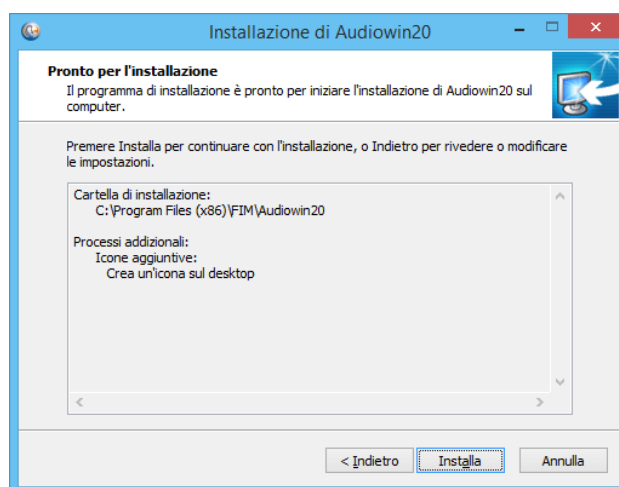 Installazione di Audiowin20
Pronto per l'installazione
Il programma di installazione è pronto per iniziare l'installazione di Audiowin20 sul
computer.
Premere Installa per continuare con l'installazione, o Indietro per rivedere o modificare
le impostazioni.
Cartella di installazione:
C:\Program Files (x86)\FIM\Audiowin20
Processi addizionali:
Icone aggiuntive:
Crea un'icona sul desktop
< Indietro
Installa
Annulla